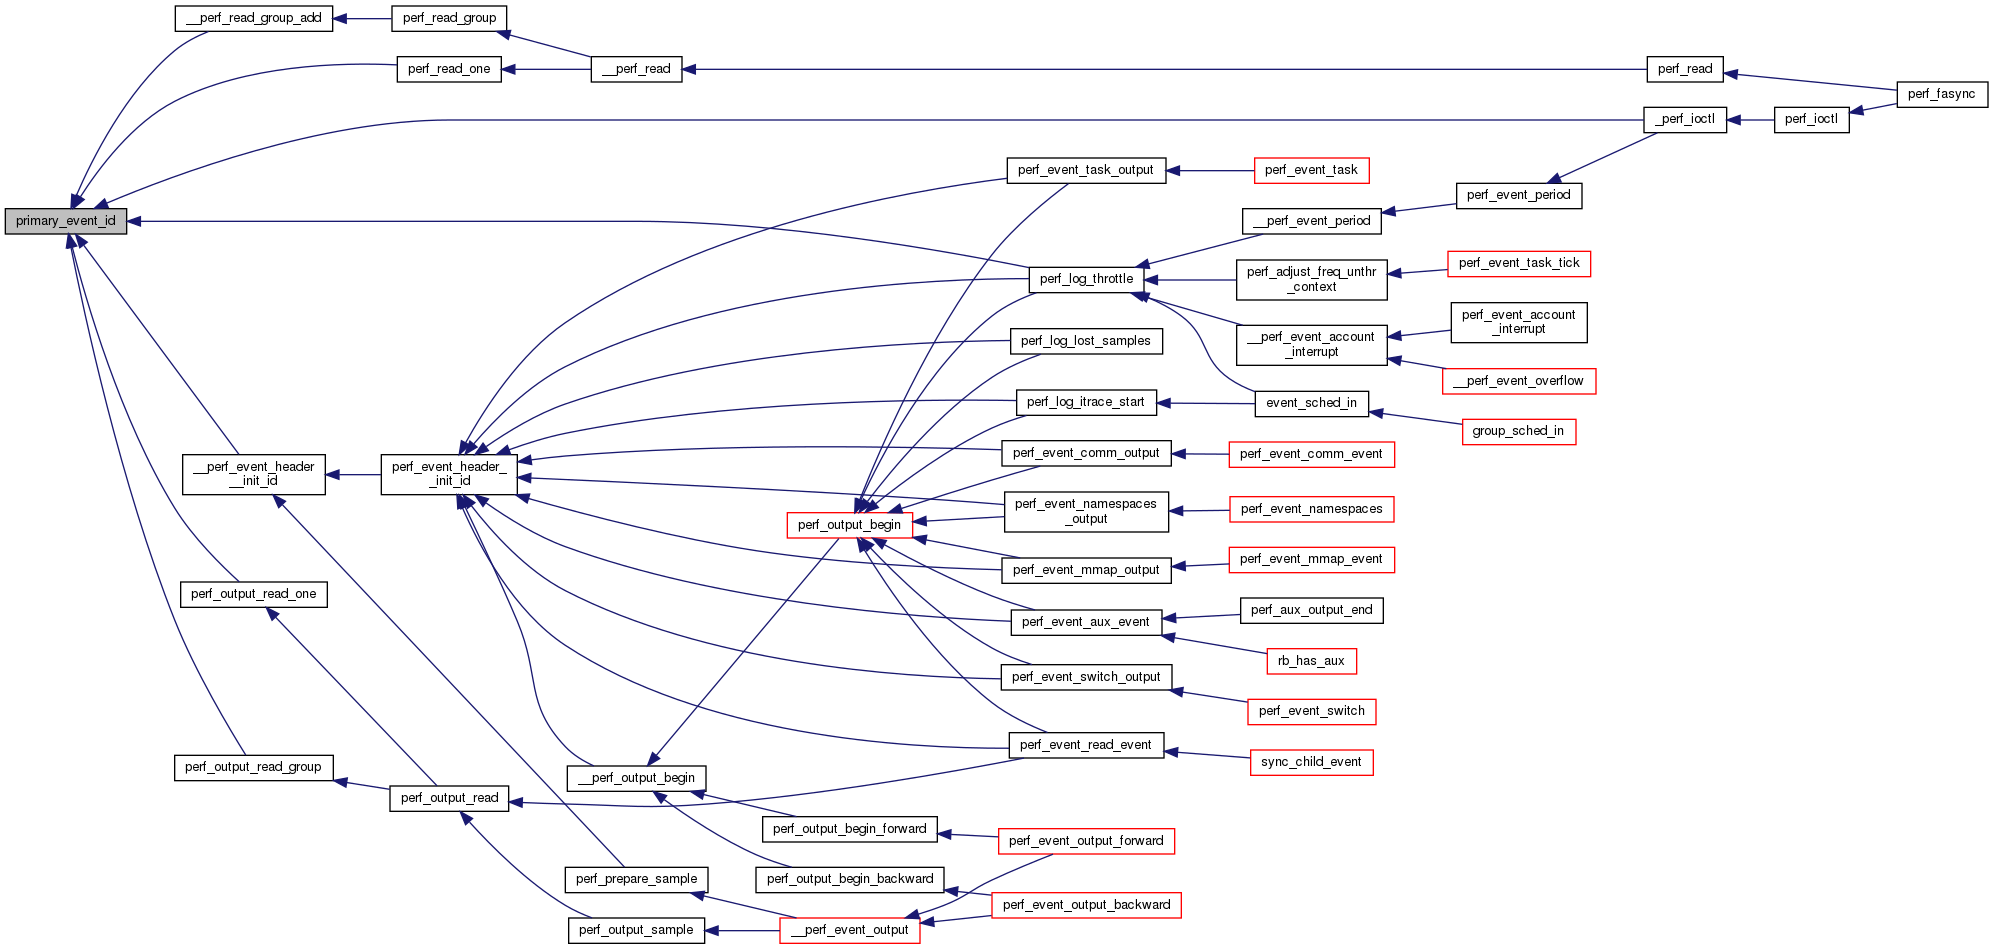 __perf_read_group_add
perf_read_group
perf_read_one
__perf_read
perf_read
perf_fasync
_perf_ioctl
perf_ioctl
perf_event_task_output
perf_event_task
perf_event_period
primary_event_id
__perf_event_period
perf_log_throttle
perf_adjust_freq_unthr
_context
perf_event_task_tick
perf_event_account
_interrupt
__perf_event_account
_interrupt
perf_log_lost_samples
__perf_event_overflow
perf_log_itrace_start
event_sched_in
group_sched_in
perf_event_comm_output
perf_event_comm_event
__perf_event_header
__init_id
perf_event_header_
_init_id
perf_event_namespaces
_output
perf_event_namespaces
perf_output_begin
perf_event_mmap_output
perf_event_mmap_event
perf_output_read_one
perf_event_aux_event
perf_aux_output_end
rb_has_aux
perf_event_switch_output
perf_event_switch
perf_event_read_event
sync_child_event
perf_output_read_group
__perf_output_begin
perf_output_read
perf_output_begin_forward
perf_event_output_forward
perf_prepare_sample
perf_output_begin_backward
perf_event_output_backward
perf_output_sample
__perf_event_output